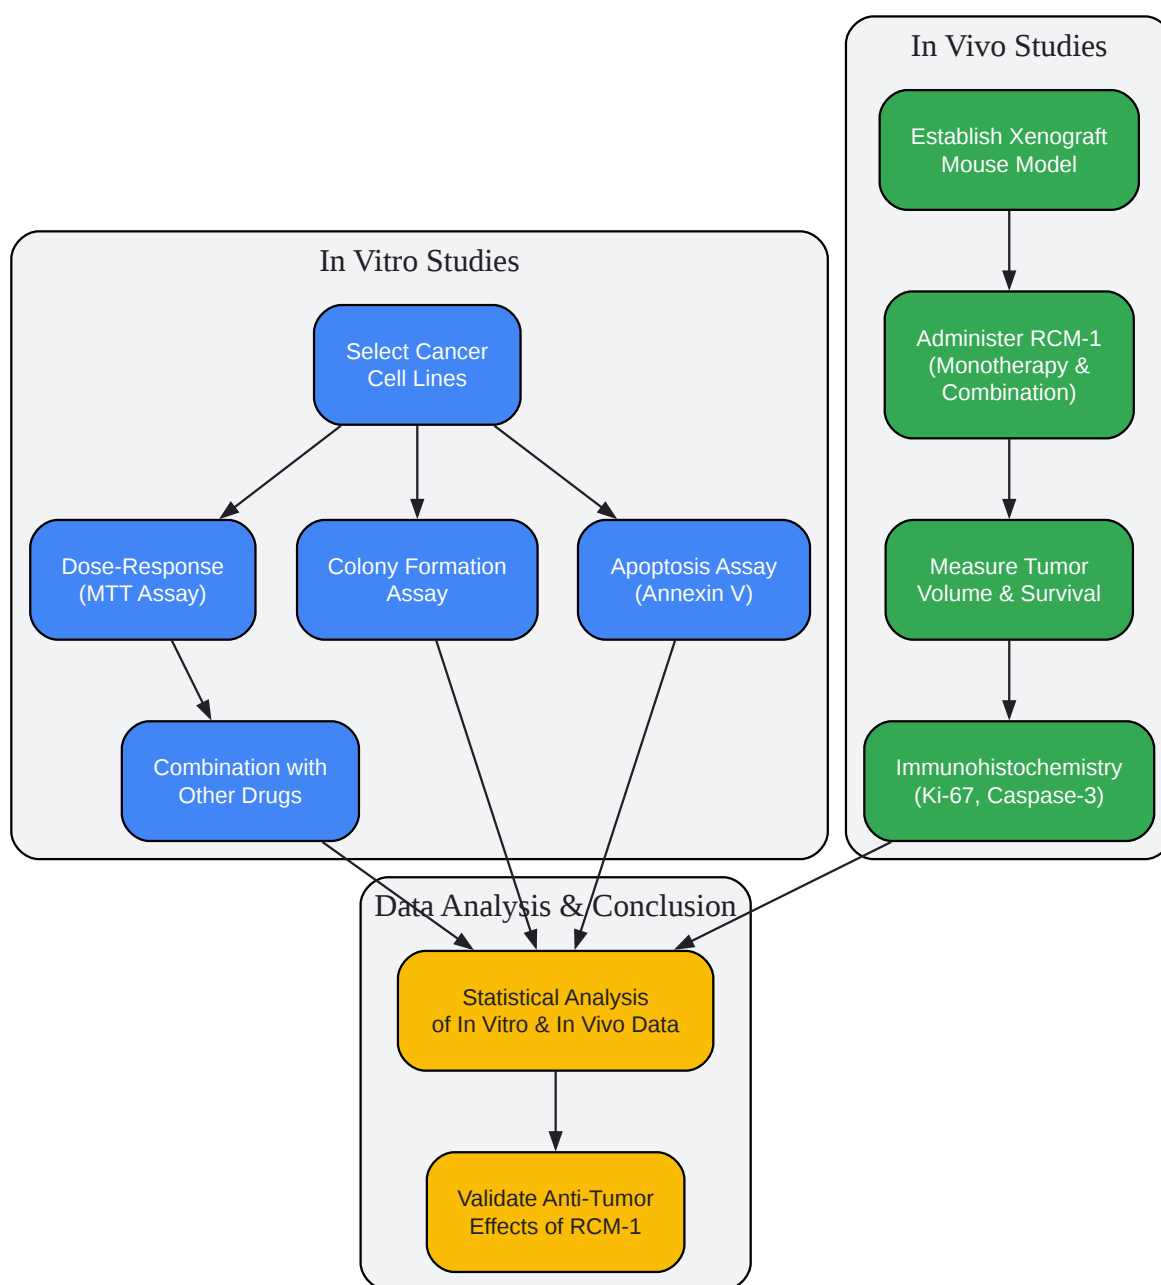 In Vivo Studies
Establish Xenograft
Mouse Model
Administer RCM-1
(Monotherapy &
Combination)
Measure Tumor
Volume & Survival
Immunohistochemistry
(Ki-67, Caspase-3)
In Vitro Studies
Select Cancer
Cell Lines
Dose-Response
(MTT Assay)
Colony Formation
Assay
Apoptosis Assay
(Annexin V)
Combination with
Other Drugs
Data Analysis & Conclusion
Statistical Analysis
of In Vitro & In Vivo Data
Validate Anti-Tumor
Effects of RCM-1